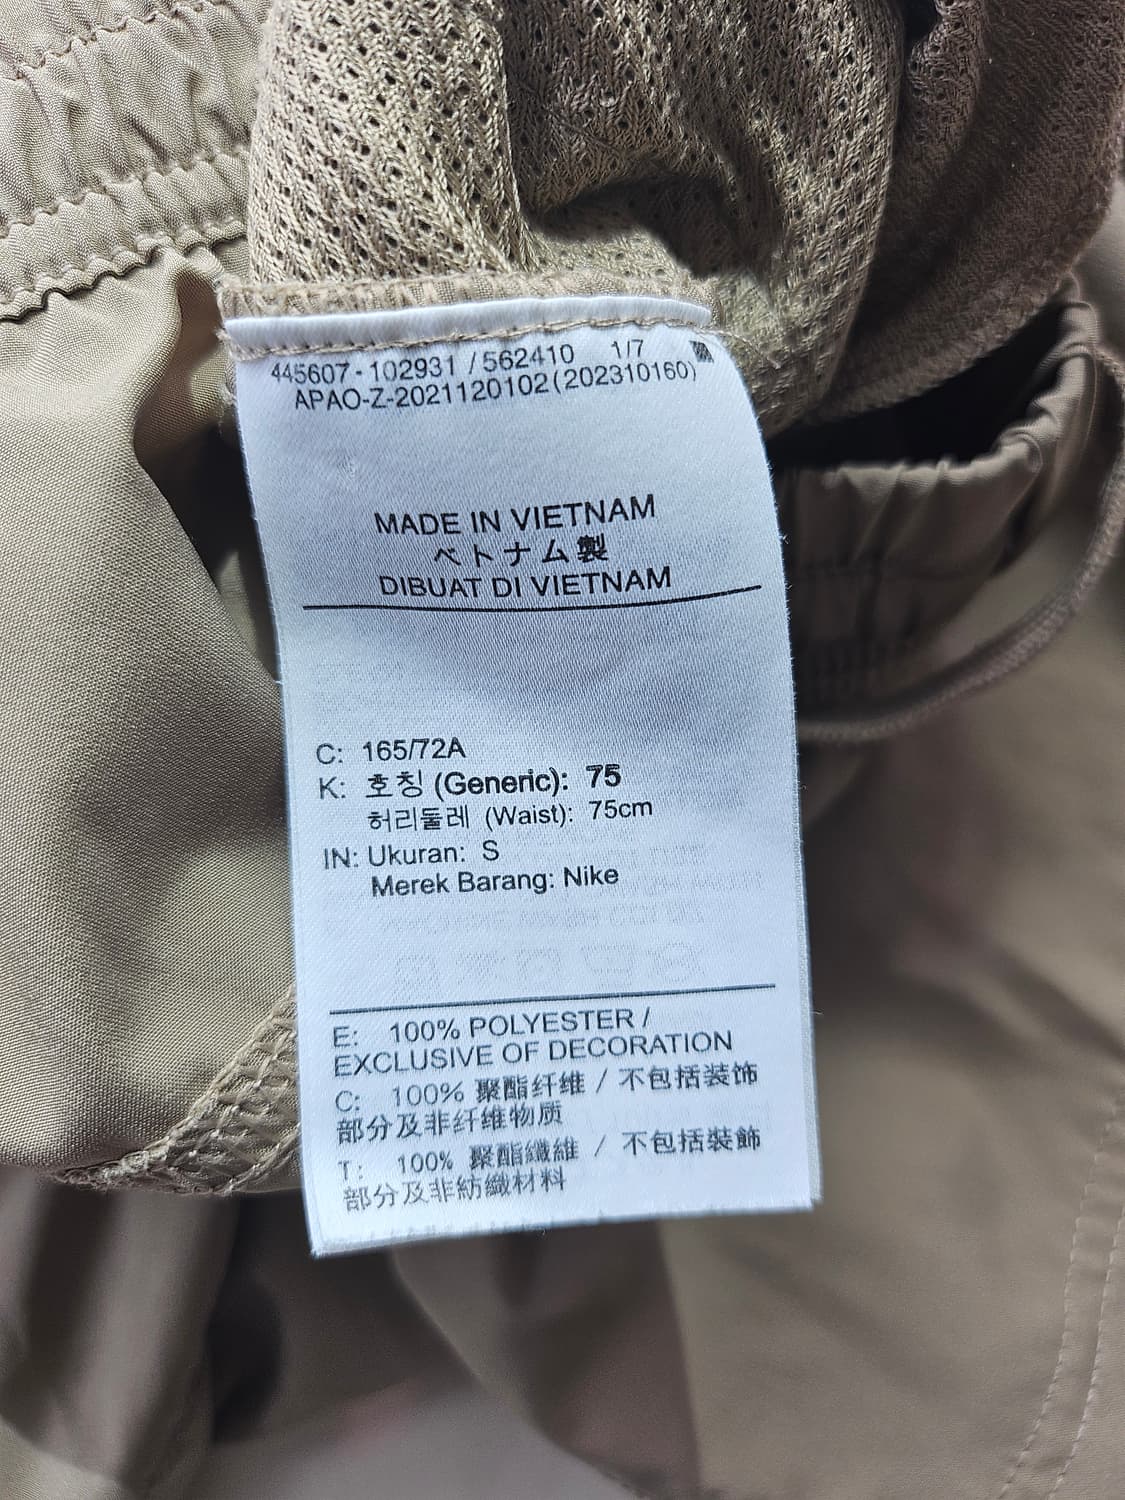 445607-102931 / 562410 1/7
APAO-Z-2021120102 (202310160)
MADE IN VIETNAM
ベトナム製
DIBUAT DI VIETNAM
C: 165/72A
K: 호칭 (Generic): 75
허리둘레 (Waist): 75cm
IN: Ukuran: S
Merek Barang: Nike
E: 100% POLYESTER /
EXCLUSIVE OF DECORATION
C: 100% 聚酯纤维 / 不包括装饰
部分及非纤维物质
T: 100% 聚酯纖維 / 不包括裝飾
部分及非紡織材料